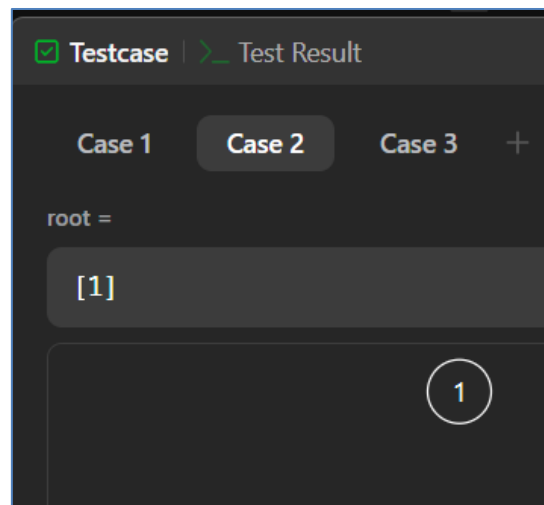 Testcase >_ Test Result
Case 1 Case 2 Case 3 +
root =
[1]
1